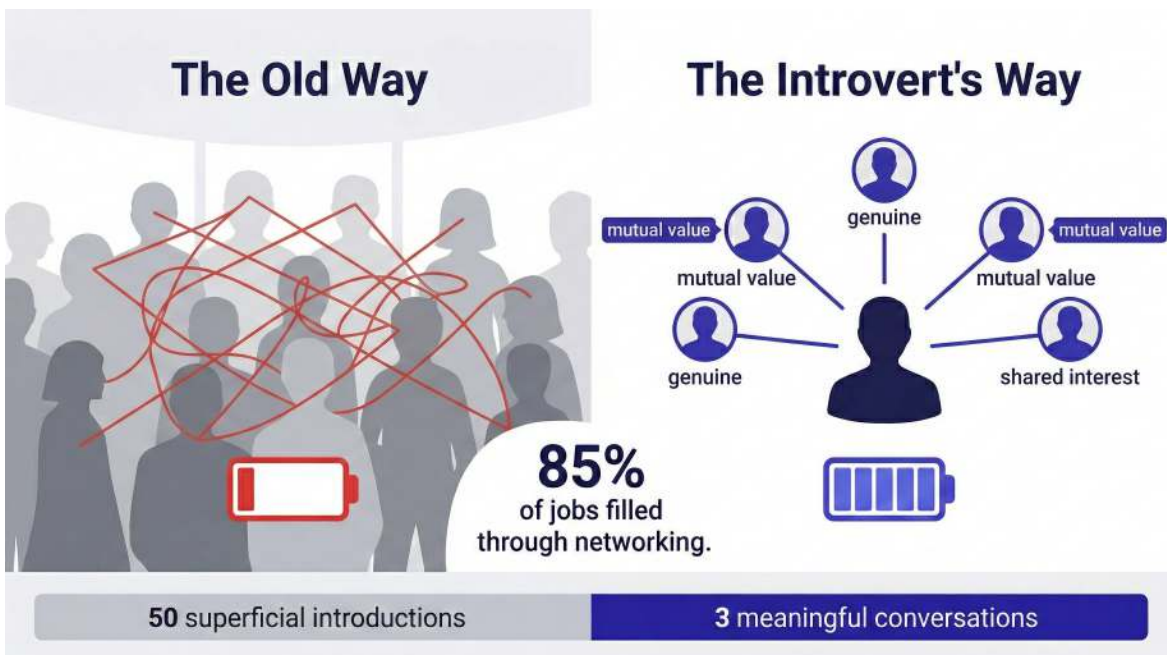 The Old Way
The Introvert's Way
genuine
mutual value
mutual value
mutual value
mutual value
genuine
shared interest
85%
of jobs filled
through networking.
50 superficial introductions
3 meaningful conversations